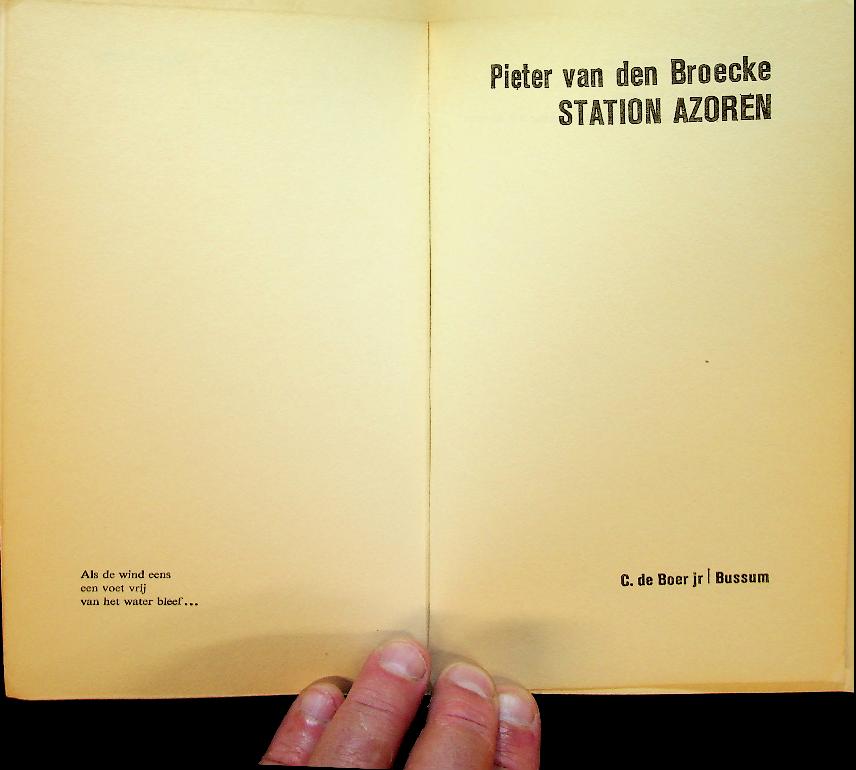 Als de wind eens
een voet vrij
van het water bleef...
Pieter van den Broecke
STATION AZOREN
C. de Boer jr | Bussum